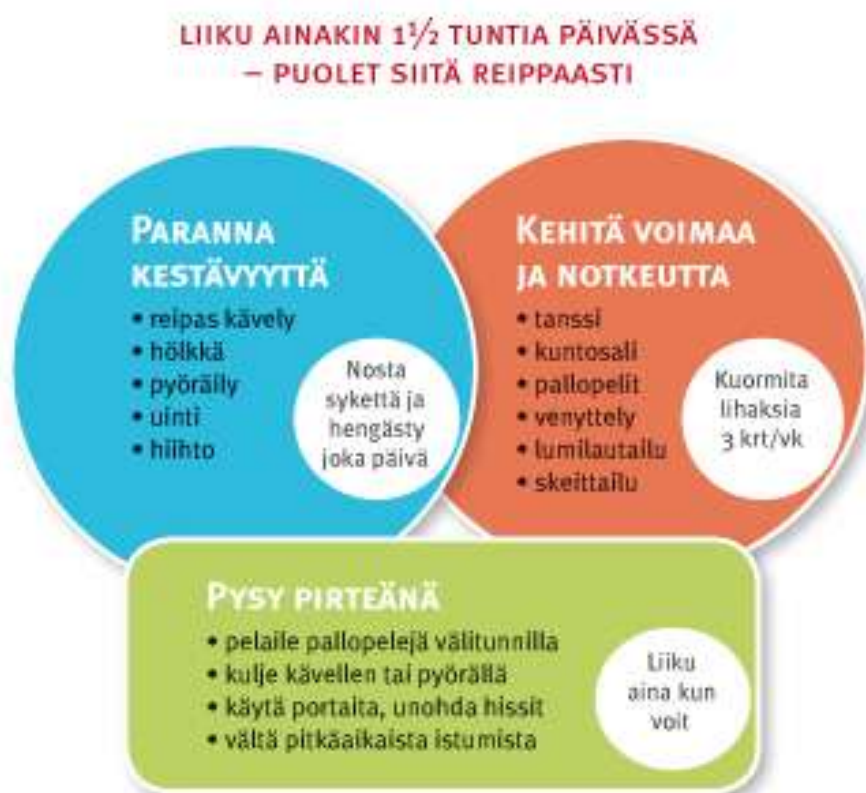 LIIKU AINAKIN 1½ TUNTIA PÄIVÄSSÄ
– PUOLET SIITÄ REIPPAASTI
PARANNA
KESTÄVYYTTÄ
• reipas kävely
• hölkkä
• pyöräily
• uinti
• hiihto
Nosta
sykettä ja
hengästy
joka päivä
KEHITÄ VOIMAA
JA NOTKEUTTA
• tanssi
• kuntosali
• pallopelit
• venyttely
• lumilautailu
• skeittailu
Kuormita
lihaksia
3 krt/vk
PYSY PIRTEÄNÄ
• pelaile pallopelejä välitunnilla
• kulje kävellen tai pyörällä
• käytä portaita, unohda hissit
• vältä pitkäaikaista istumista
Liiku
aina kun
voit